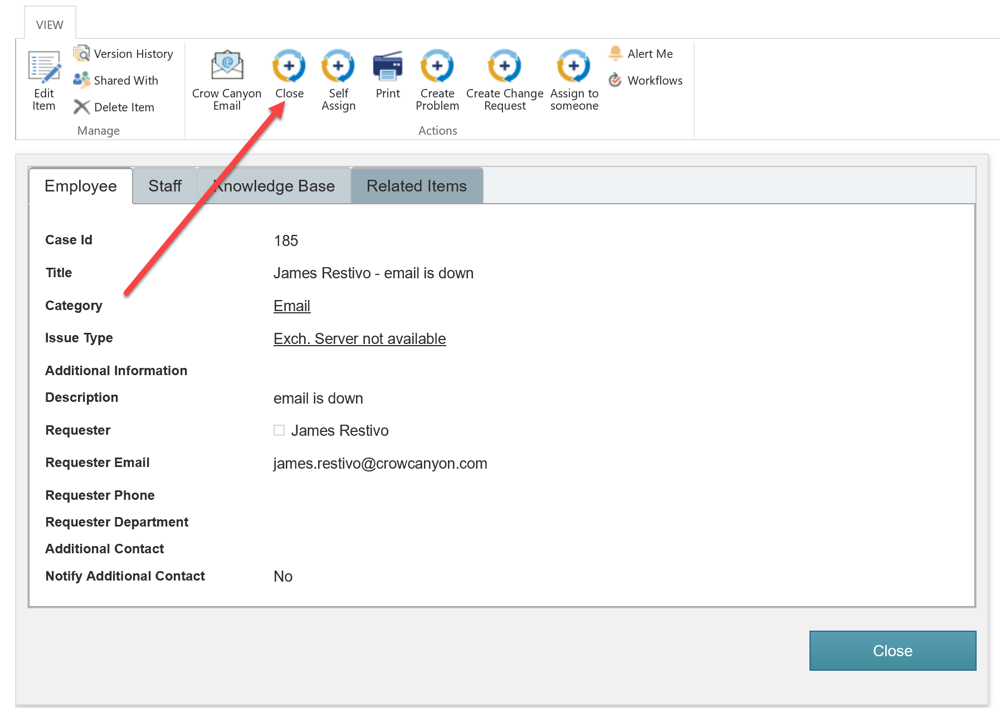 VIEW
Edit
Item
Version History
Shared With
Delete Item
Manage
Crow Canyon
Email
Close
Self
Assign
Print
Create
Problem
Create Change
Request
Assign to
someone
Alert Me
Workflows
Actions
Employee
Staff
Knowledge Base
Related Items
Case Id
185
Title
James Restivo - email is down
Category
Email
Issue Type
Exch. Server not available
Additional Information
Description
email is down
Requester
James Restivo
Requester Email
james.restivo@crowcanyon.com
Requester Phone
Requester Department
Additional Contact
Notify Additional Contact
No
Close